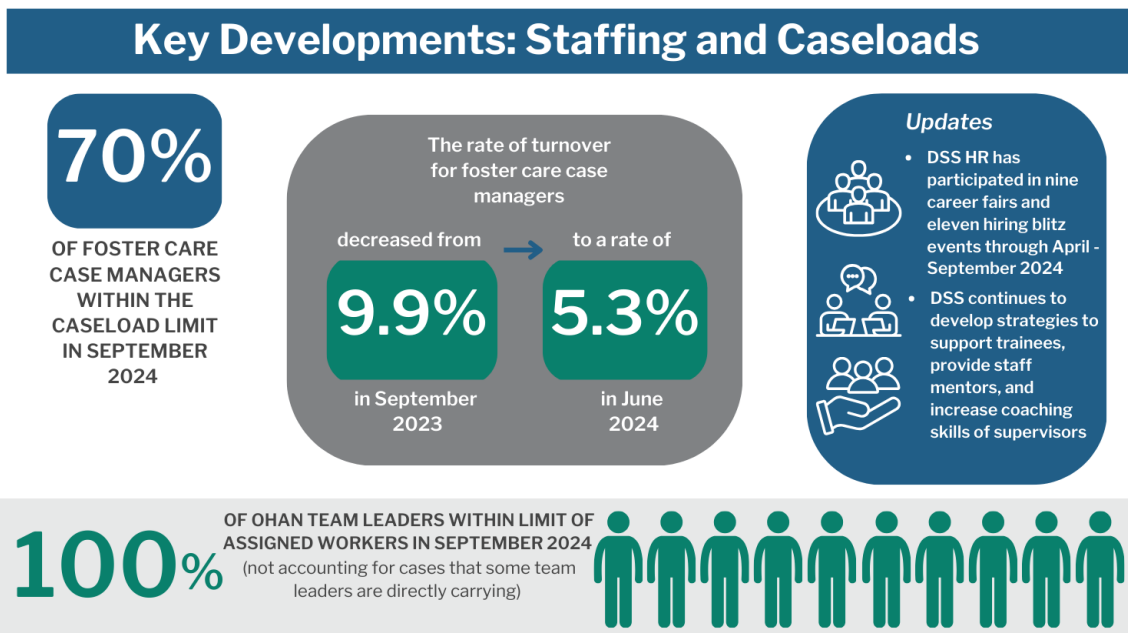 Key Developments: Staffing and Caseloads
70%
OF FOSTER CARE
CASE MANAGERS
WITHIN THE
CASELOAD LIMIT
IN SEPTEMBER
2024
The rate of turnover
for foster care case
managers
decreased from
to a rate of
9.9%
5.3%
in September
2023
in June
2024
Updates
• DSS HR has
participated in nine
career fairs and
eleven hiring blitz
events through April -
September 2024
• DSS continues to
develop strategies to
support trainees,
provide staff
mentors, and
increase coaching
skills of supervisors
100%
OF OHAN TEAM LEADERS WITHIN LIMIT OF
ASSIGNED WORKERS IN SEPTEMBER 2024
(not accounting for cases that some team
leaders are directly carrying)